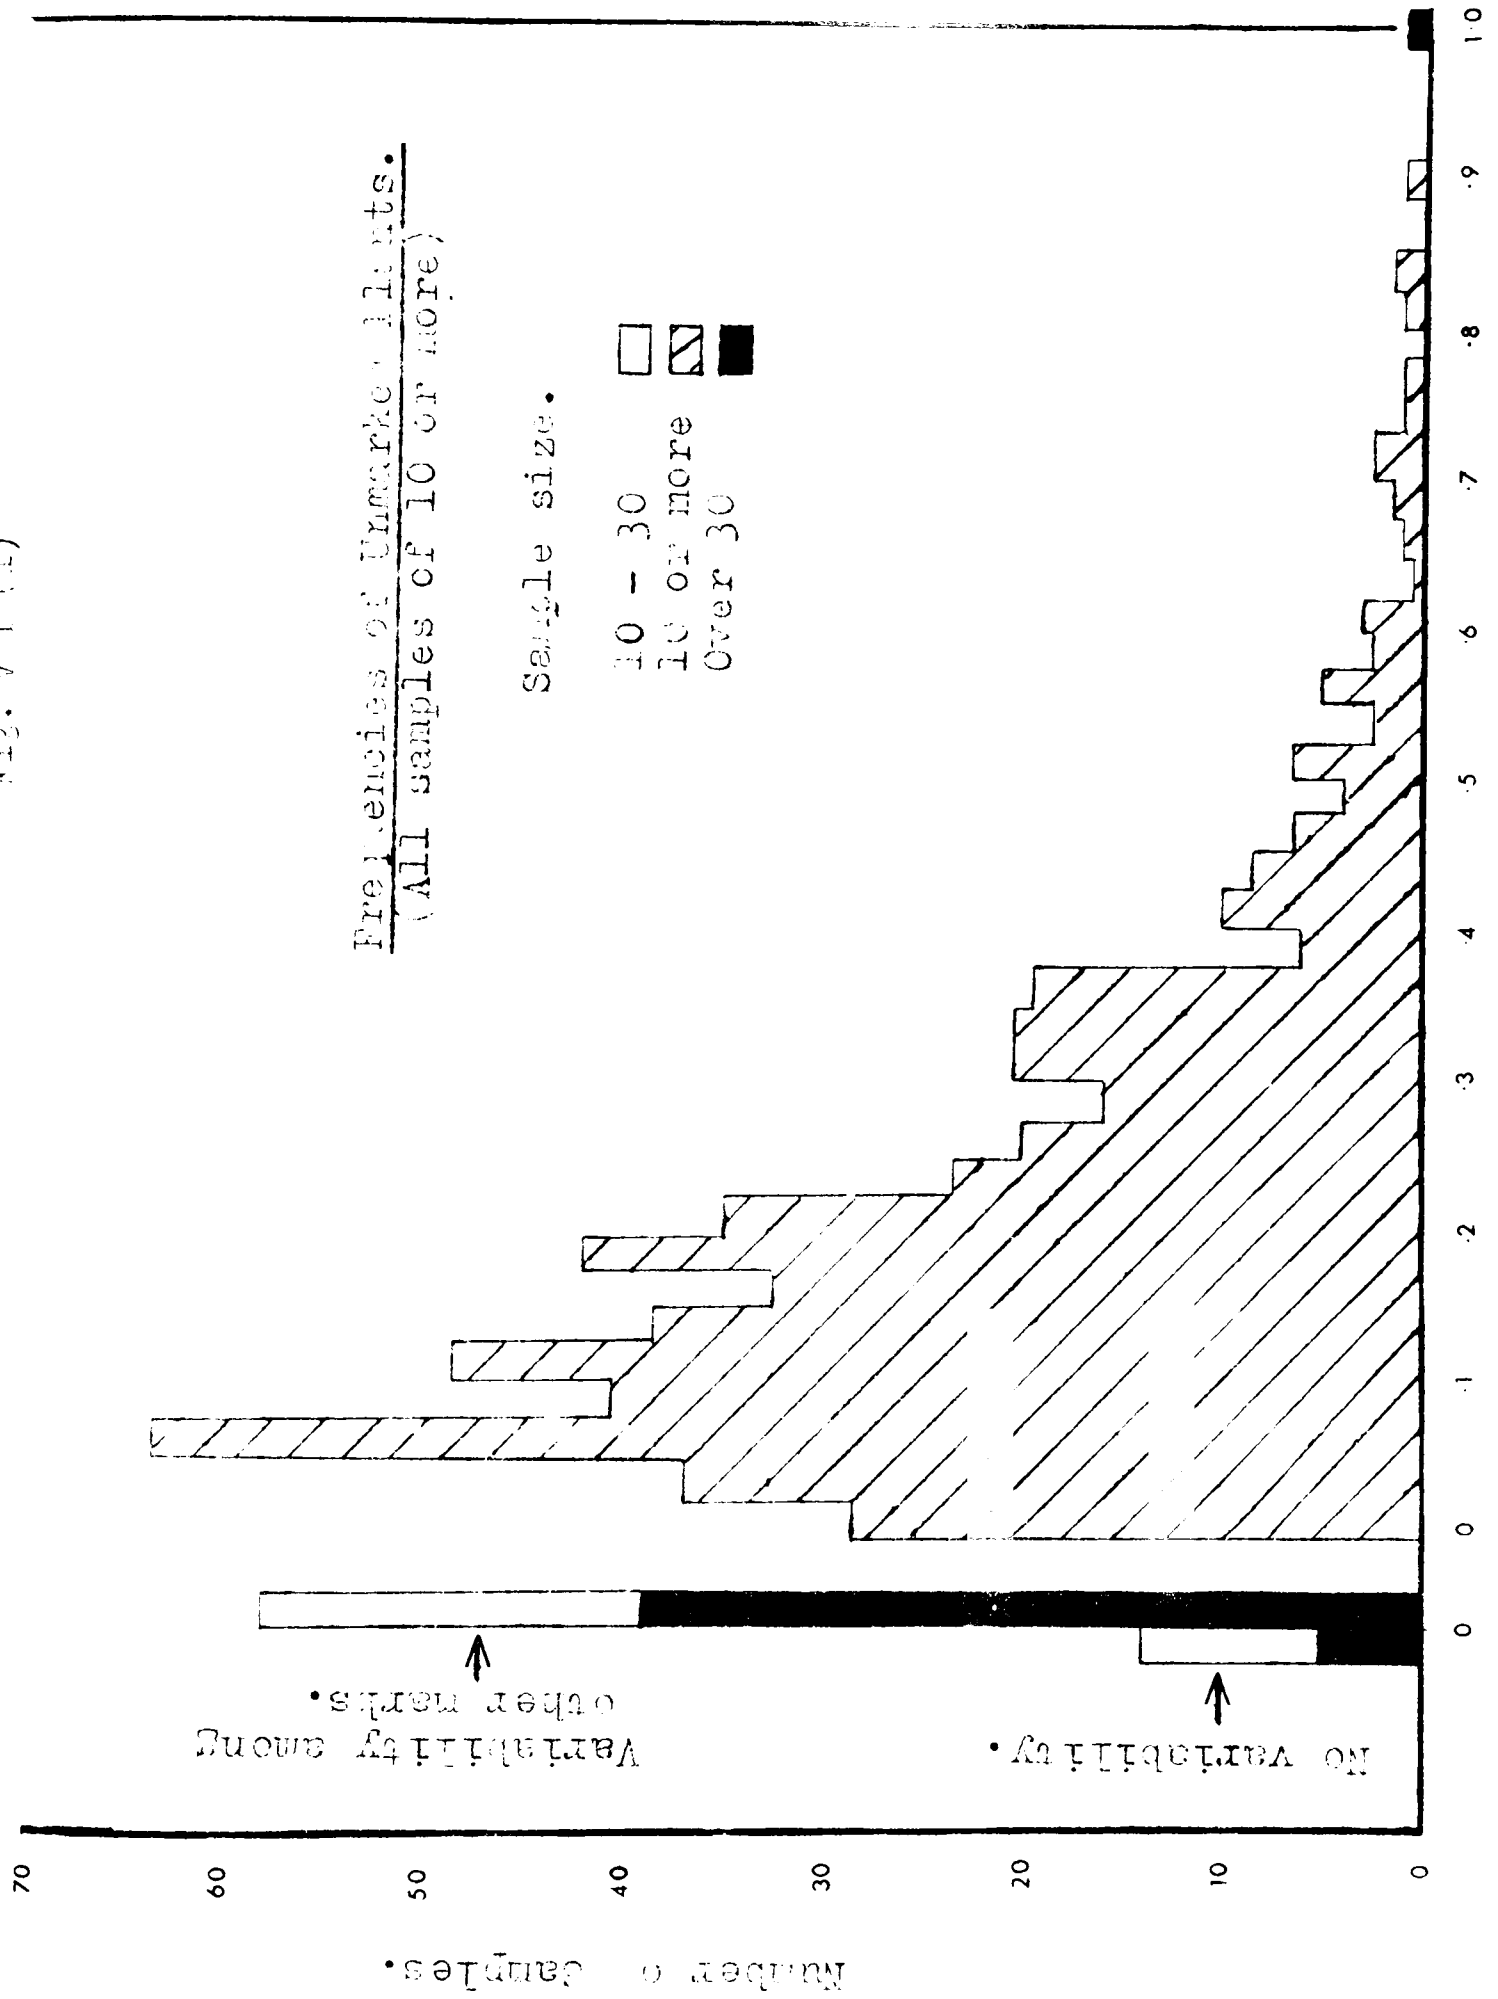 Fig.
of Unmarked
(All samples of 10 or more)
Sample size.
10 - 30
10 or more
Over 30
Variability among
other marks.
No variability.
Number of Samples.
70
60
50
40
30
20
10
0
0
0
.1
.2
.3
.4
.5
.6
.7
.8
.9
1.0